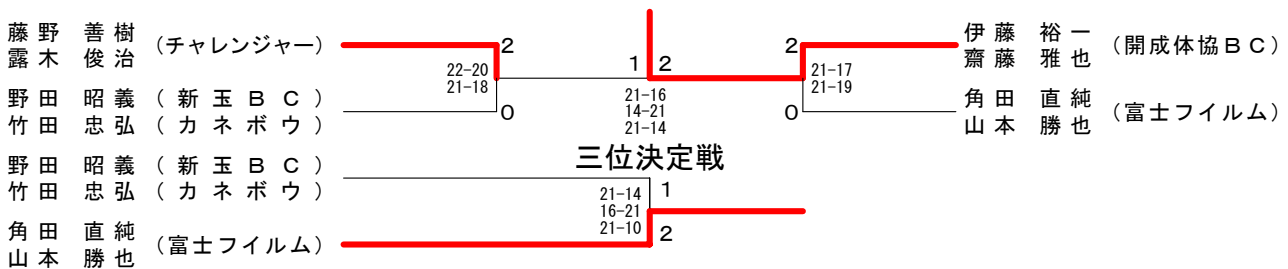 藤野 善樹 (チャレンジャー)
露木 俊治
2
22-20
21-18
野田 昭義 (新玉BC)
竹田 忠弘 (カネボウ)
0
1 2
21-16
14-21
21-14
伊藤 裕一 (開成体協BC)
齋藤 雅也
2
21-17
21-19
角田 直純 (富士フイルム)
山本 勝也
0
三位決定戦
野田 昭義 (新玉BC)
竹田 忠弘 (カネボウ)
1
21-14
16-21
21-10
角田 直純 (富士フイルム)
山本 勝也
2